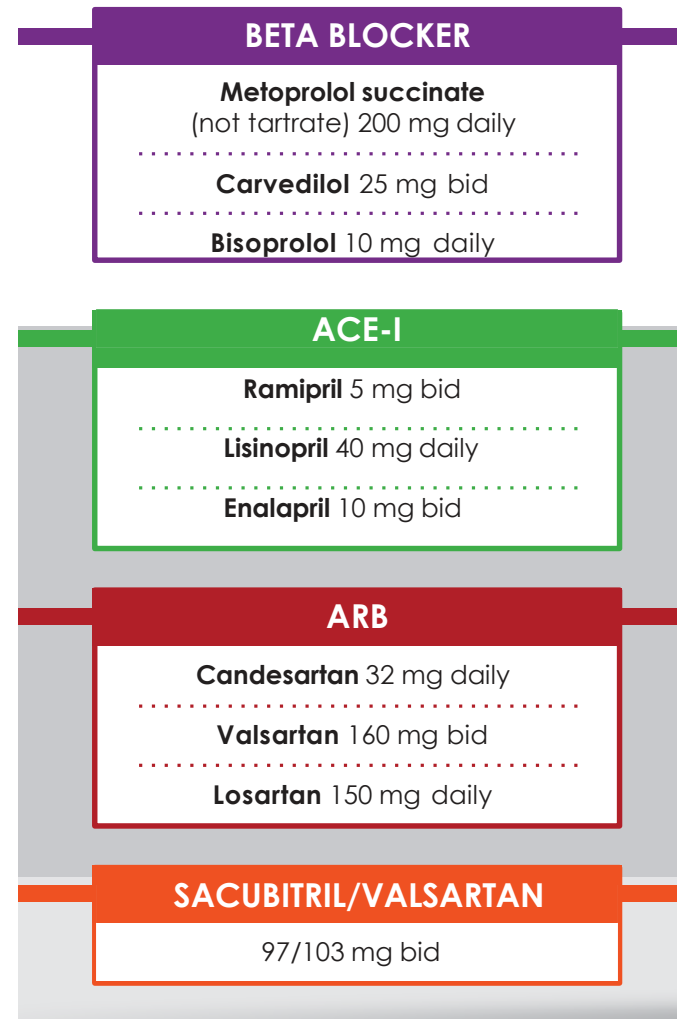 BETA BLOCKER
Metoprolol succinate
(not tartrate) 200 mg daily
Carvedilol 25 mg bid
Bisoprolol 10 mg daily
ACE-I
Ramipril 5 mg bid
Lisinopril 40 mg daily
Enalapril 10 mg bid
ARB
Candesartan 32 mg daily
Valsartan 160 mg bid
Losartan 150 mg daily
SACUBITRIL/VALSARTAN
97/103 mg bid